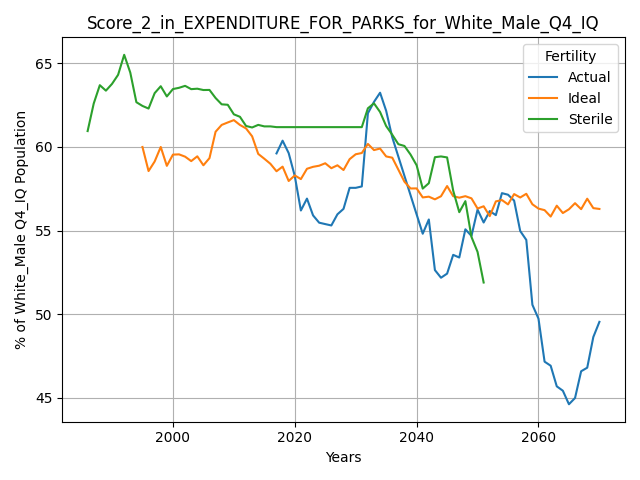 Score_2_in_EXPENDITURE_FOR_PARKS_for_White_Male_Q4_IQ
% of White_Male Q4_IQ Population
65
60
55
50
45
Fertility
Actual
Ideal
Sterile
2000
2020
2040
2060
Years